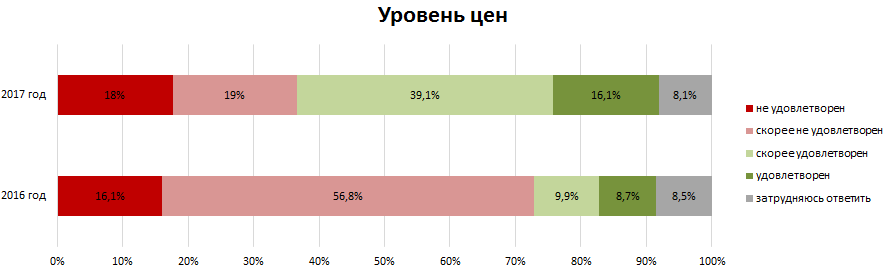 Уровень цен
2017 год
18%
19%
39,1%
16,1%
8,1%
2016 год
16,1%
56,8%
9,9%
8,7%
8,5%
0%
10%
20%
30%
40%
50%
60%
70%
80%
90%
100%
не удовлетворен
скорее не удовлетворен
скорее удовлетворен
удовлетворен
затрудняюсь ответить